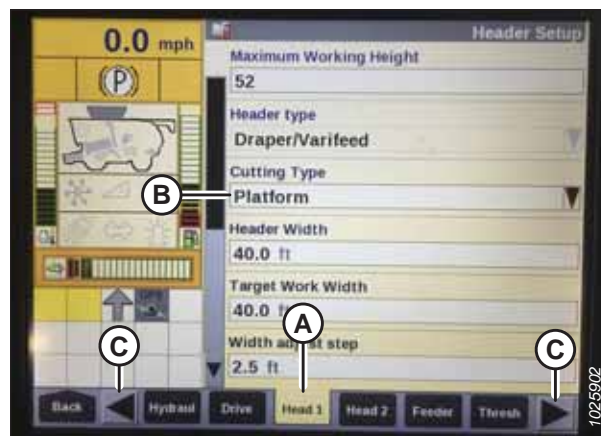 0.0 mph
Header Setup
(P)
Maximum Working Height
52
Header type
Draper/Varifeed
Cutting Type
Platform
B
Header Width
40.0 ft
Target Work Width
40.0 ft
A
Width adjust step
2.5 ft
C
C
Back
Hydraul
Drive
Head 1
Head 2
Feeder
Thresh
1025902